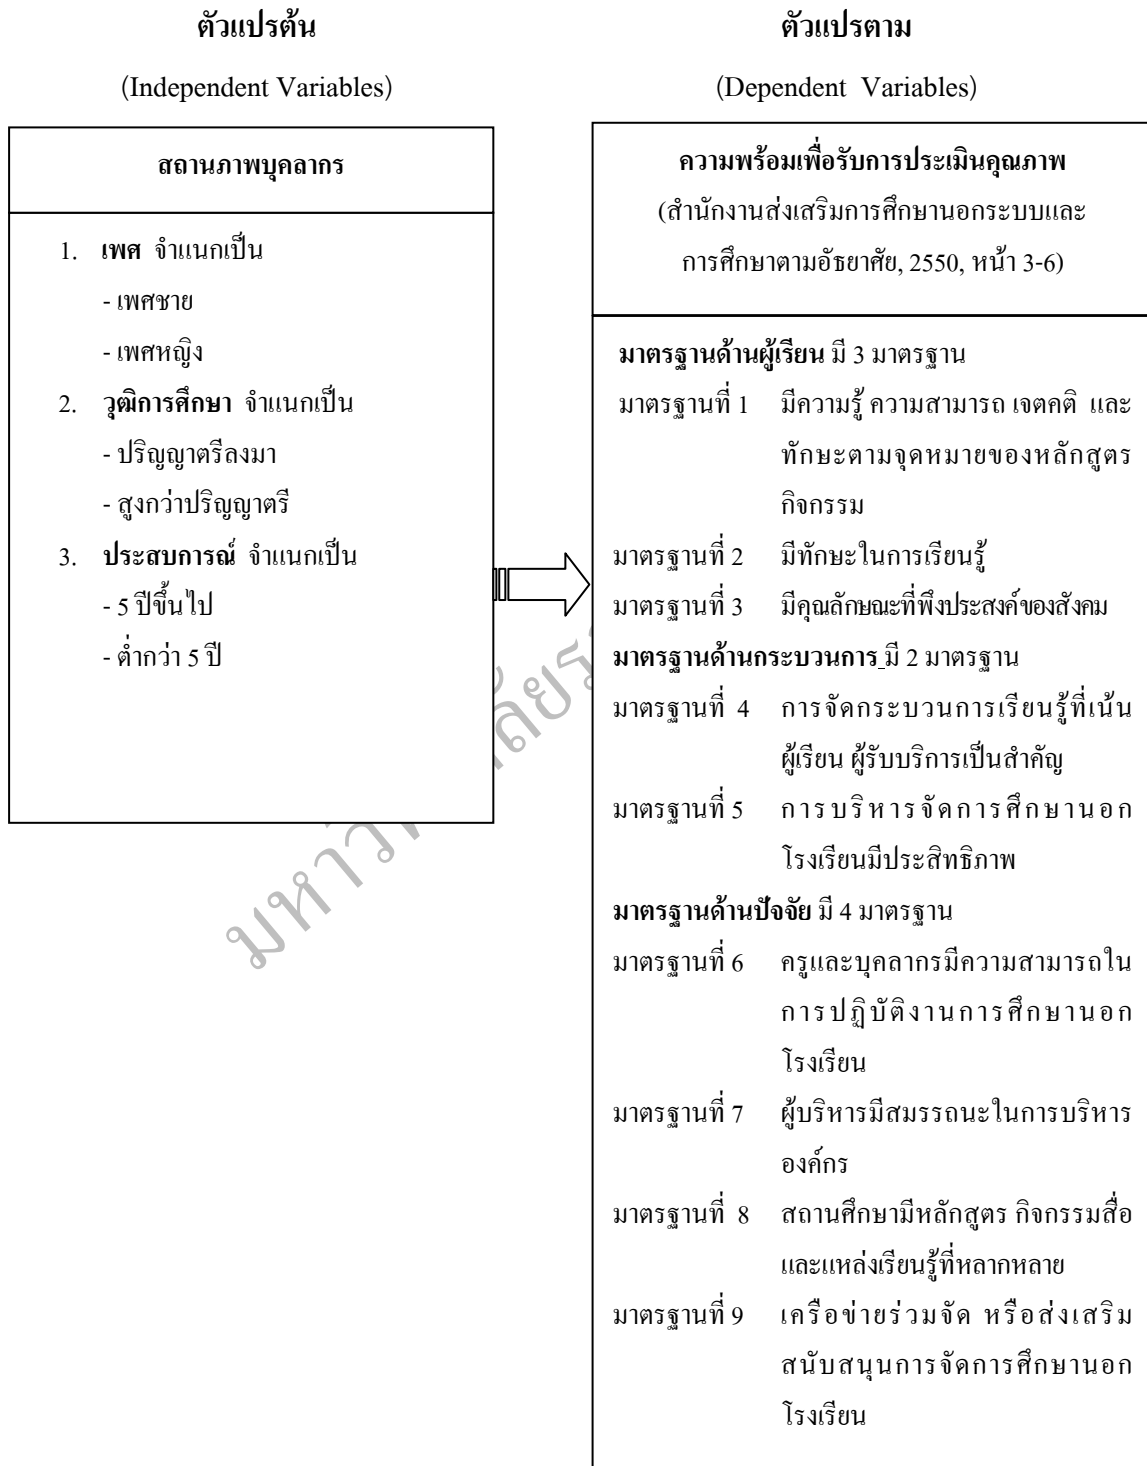 ตัวแปรต้น
(Independent Variables)
สถานภาพบุคลากร
1. เพศ จำแนกเป็น
- เพศชาย
- เพศหญิง
2. วุฒิการศึกษา จำแนกเป็น
- ปริญญาตรีลงมา
- สูงกว่าปริญญาตรี
3. ประสบการณ์ จำแนกเป็น
- 5 ปีขึ้นไป
- ต่ำกว่า 5 ปี
ตัวแปรตาม
(Dependent Variables)
ความพร้อมเพื่อรับการประเมินคุณภาพ
(สำนักงานส่งเสริมการศึกษานอกระบบและ
การศึกษาตามอัธยาศัย, 2550, หน้า 3-6)
มาตรฐานด้านผู้เรียน มี 3 มาตรฐาน
มาตรฐานที่ 1 มีความรู้ ความสามารถ เจตคติ และ
ทักษะตามจุดหมายของหลักสูตร
กิจกรรม
มาตรฐานที่ 2 มีทักษะในการเรียนรู้
มาตรฐานที่ 3 มีคุณลักษณะที่พึงประสงค์ของสังคม
มาตรฐานด้านกระบวนการ มี 2 มาตรฐาน
มาตรฐานที่ 4 การจัดกระบวนการเรียนรู้ที่เน้น
ผู้เรียน ผู้รับบริการเป็นสำคัญ
มาตรฐานที่ 5 การบริหารจัดการศึกษานอก
โรงเรียนมีประสิทธิภาพ
มาตรฐานด้านปัจจัย มี 4 มาตรฐาน
มาตรฐานที่ 6 ครูและบุคลากรมีความสามารถใน
การปฏิบัติงานการศึกษานอก
โรงเรียน
มาตรฐานที่ 7 ผู้บริหารมีสมรรถนะในการบริหาร
องค์กร
มาตรฐานที่ 8 สถานศึกษามีหลักสูตร กิจกรรมสื่อ
และแหล่งเรียนรู้ที่หลากหลาย
มาตรฐานที่ 9 เครือข่ายร่วมจัด หรือส่งเสริม
สนับสนุนการจัดการศึกษานอก
โรงเรียน